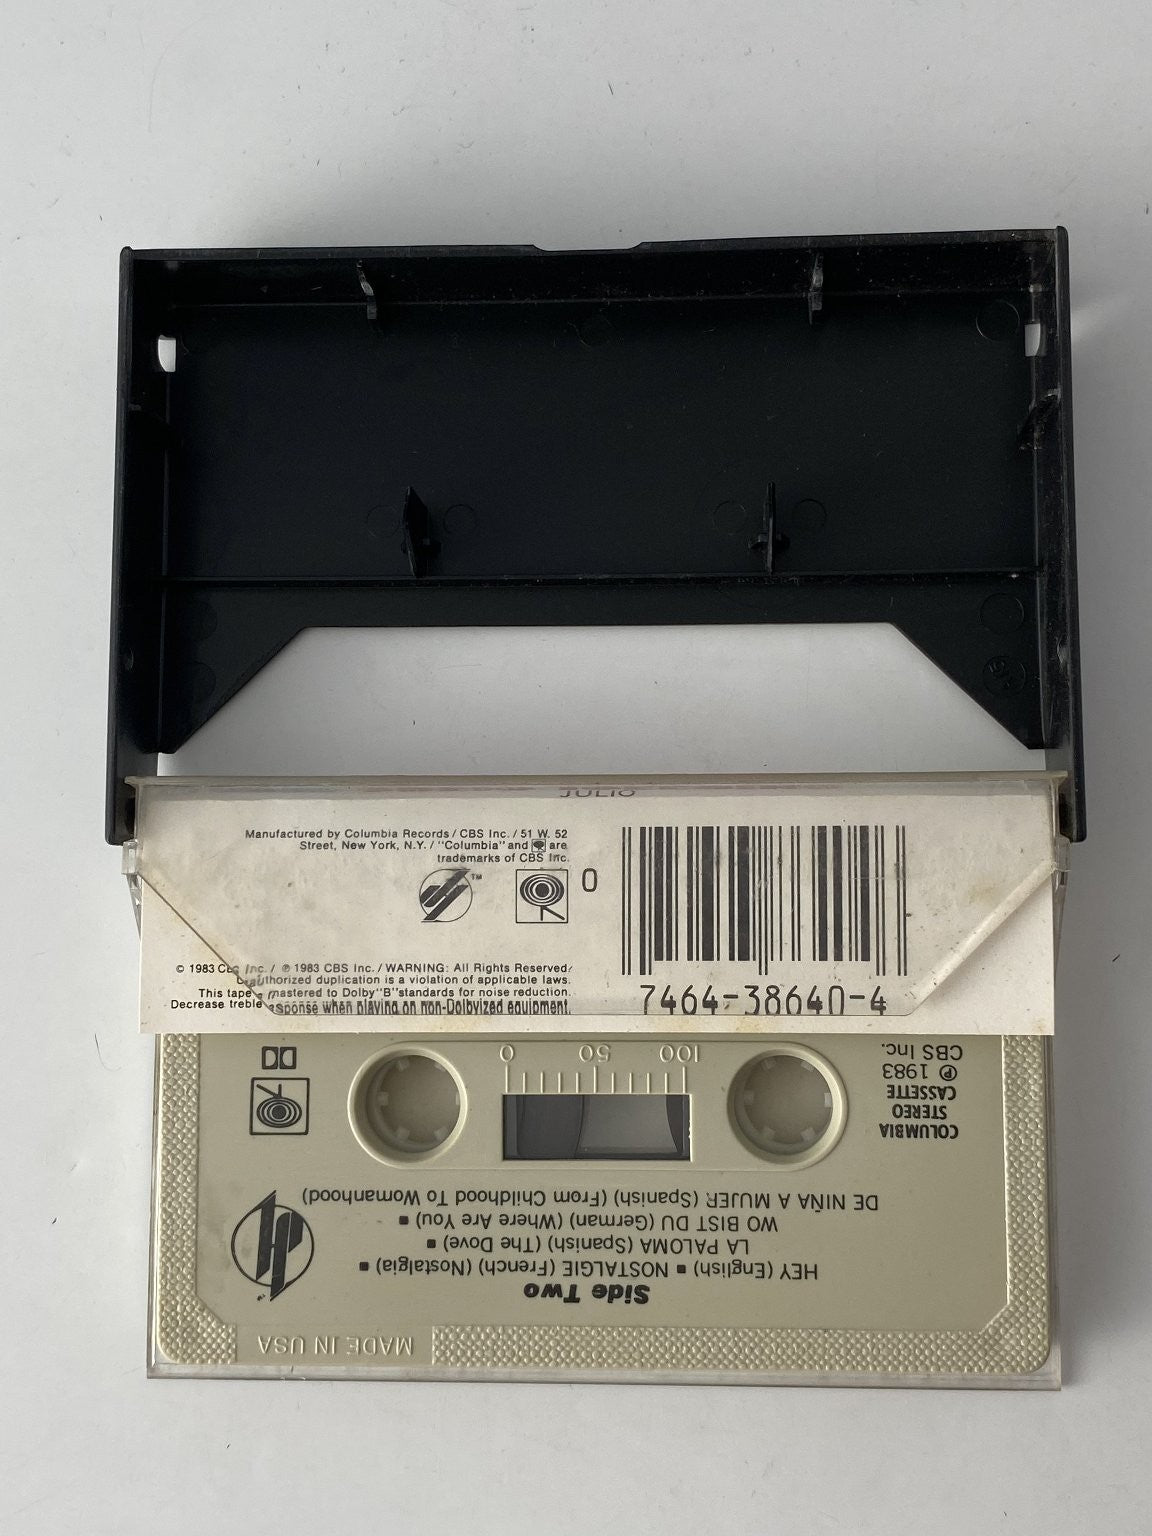 JULIO
Manufactured by Columbia Records / CBS Inc. / 51 W. 52
Street, New York, N.Y. / "Columbia" and are
trademarks of CBS Inc.
TM
0
7464-38640-4
© 1983 CBS Inc. / ℗ 1983 CBS Inc. / WARNING: All Rights Reserved/
Unauthorized duplication is a violation of applicable laws.
This tape mastered to Dolby"B"standards for noise reduction.
Decrease treble response when playing on non-Dolbyized equipment.
MADE IN USA
Side Two
HEY (English) ▪ NOSTALGIE (French) (Nostalgia) ▪
LA PALOMA (Spanish) (The Dove) ▪
WO BIST DU (German) (Where Are You) ▪
DE NIÑA A MUJER (Spanish) (From Childhood To Womanhood)
COLUMBIA
STEREO
CASSETTE
℗ 1983
CBS Inc.
100 50 0